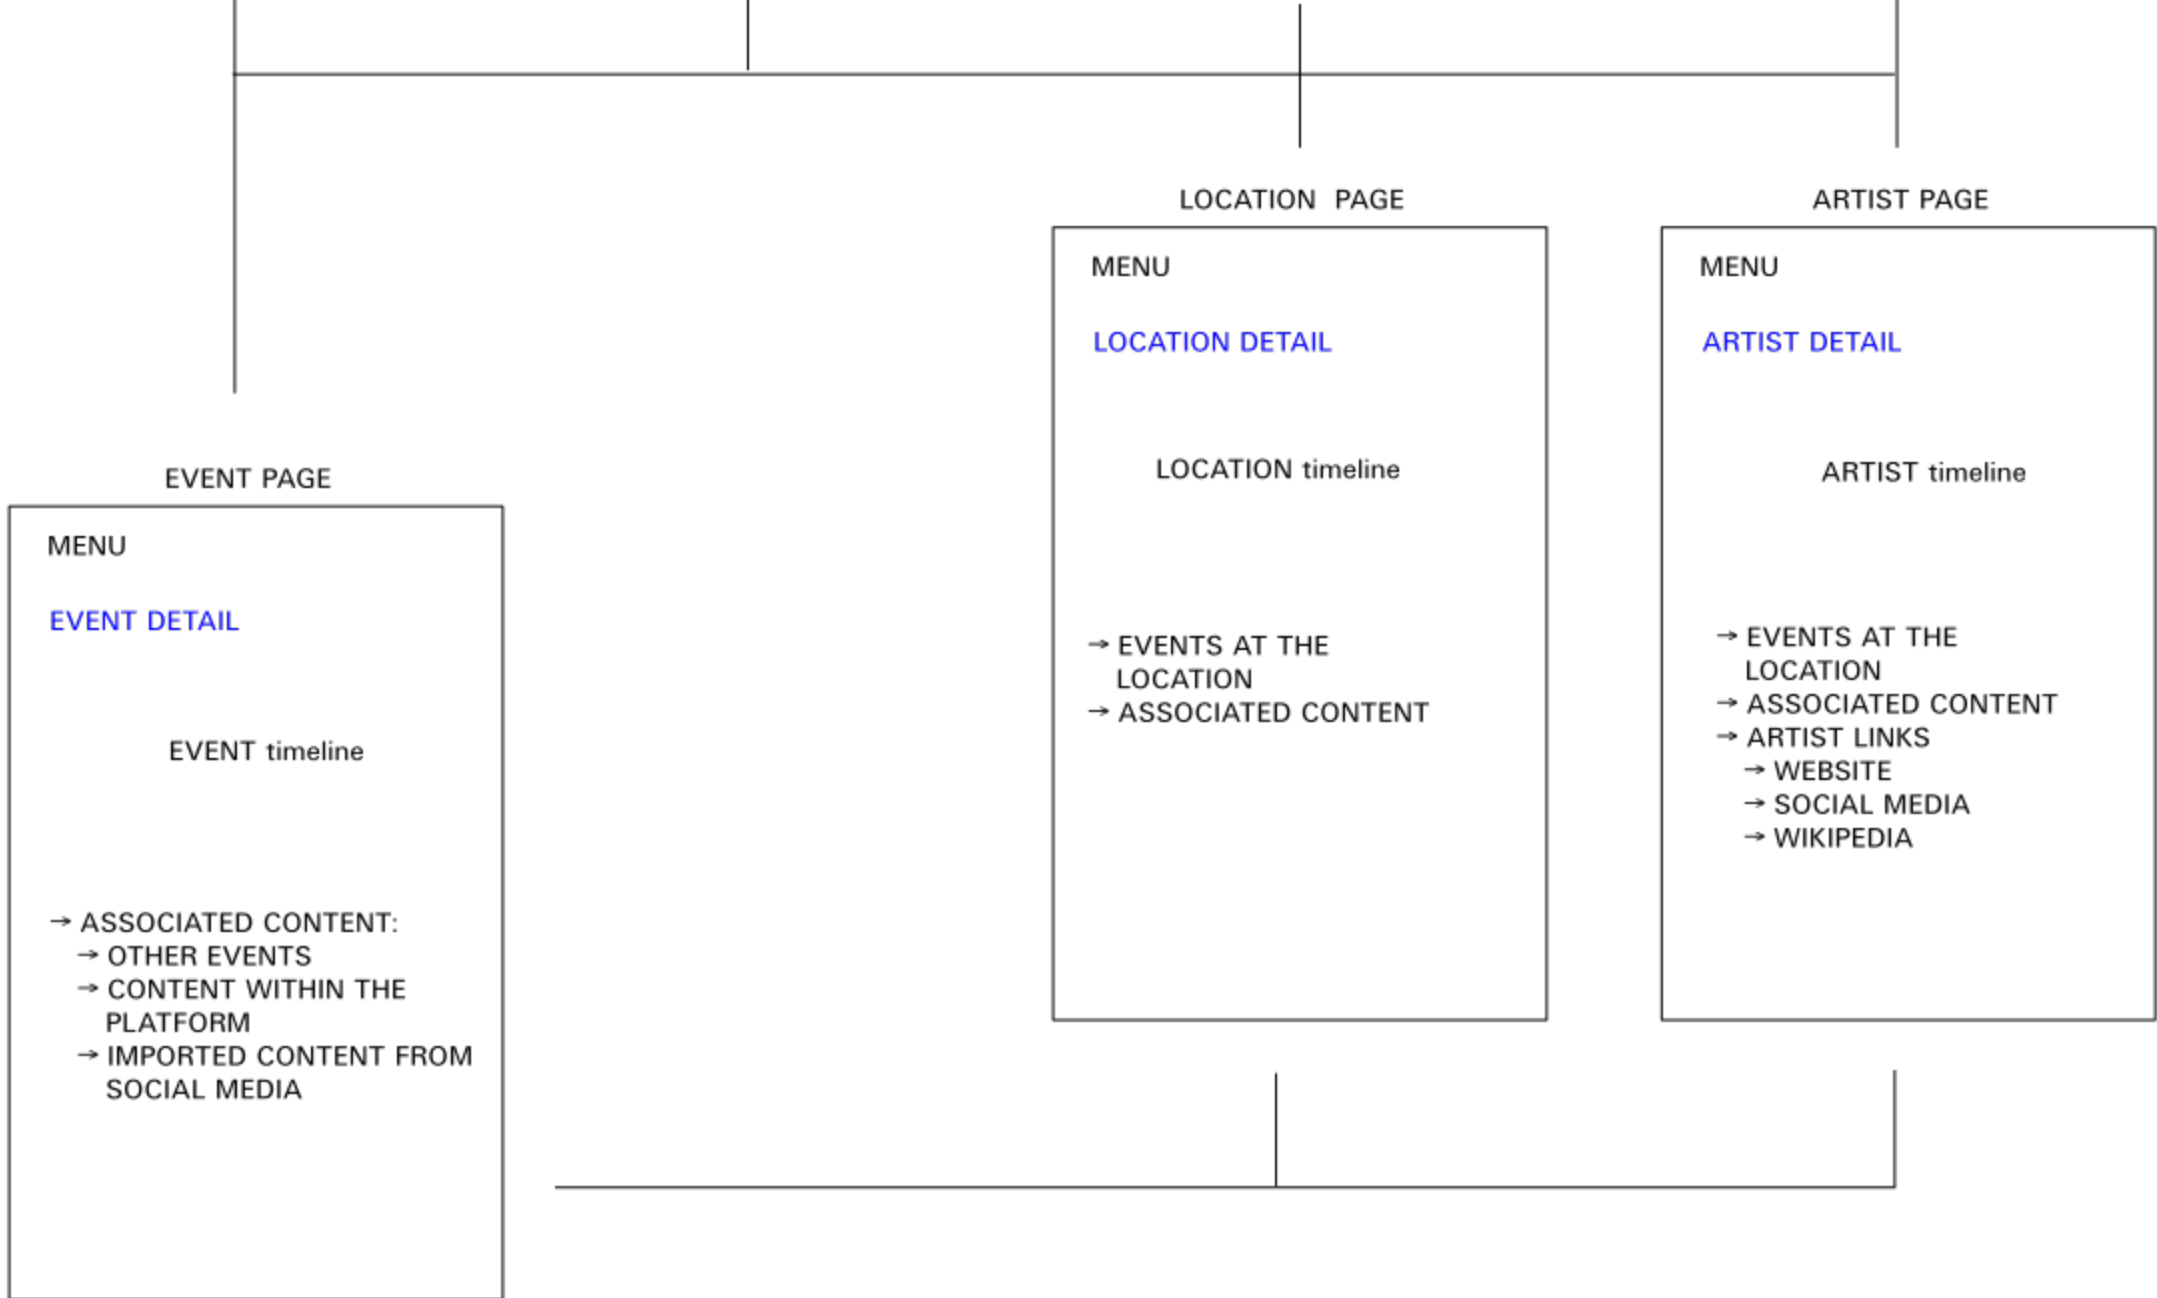 LOCATION PAGE
MENU
LOCATION DETAIL
LOCATION timeline
→ EVENTS AT THE
LOCATION
→ ASSOCIATED CONTENT
ARTIST PAGE
MENU
ARTIST DETAIL
ARTIST timeline
→ EVENTS AT THE
LOCATION
→ ASSOCIATED CONTENT
→ ARTIST LINKS
→ WEBSITE
→ SOCIAL MEDIA
→ WIKIPEDIA
EVENT PAGE
MENU
EVENT DETAIL
EVENT timeline
→ ASSOCIATED CONTENT:
→ OTHER EVENTS
→ CONTENT WITHIN THE
PLATFORM
→ IMPORTED CONTENT FROM
SOCIAL MEDIA